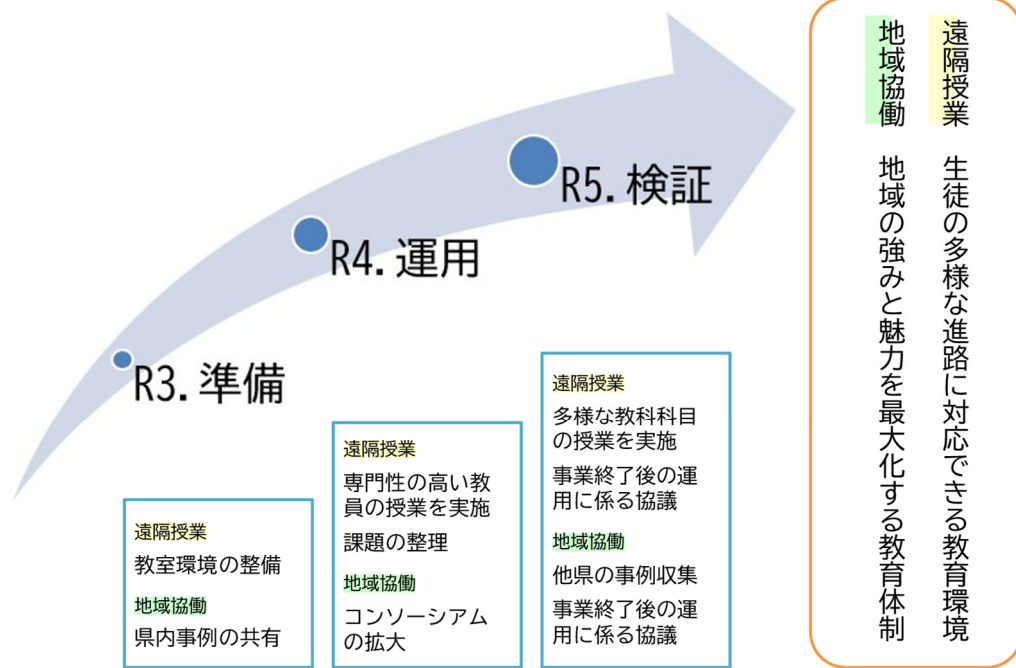 R3.準備
R4.運用
R5.検証
遠隔授業
教室環境の整備
地域協働
県内事例の共有
遠隔授業
専門性の高い教
員の授業を実施
課題の整理
地域協働
コンソーシアム
の拡大
遠隔授業
多様な教科科目
の授業を実施
事業終了後の運
用に係る協議
地域協働
他県の事例収集
事業終了後の運
用に係る協議
遠隔授業 生徒の多様な進路に対応できる教育環境
地域協働 地域の強みと魅力を最大化する教育体制